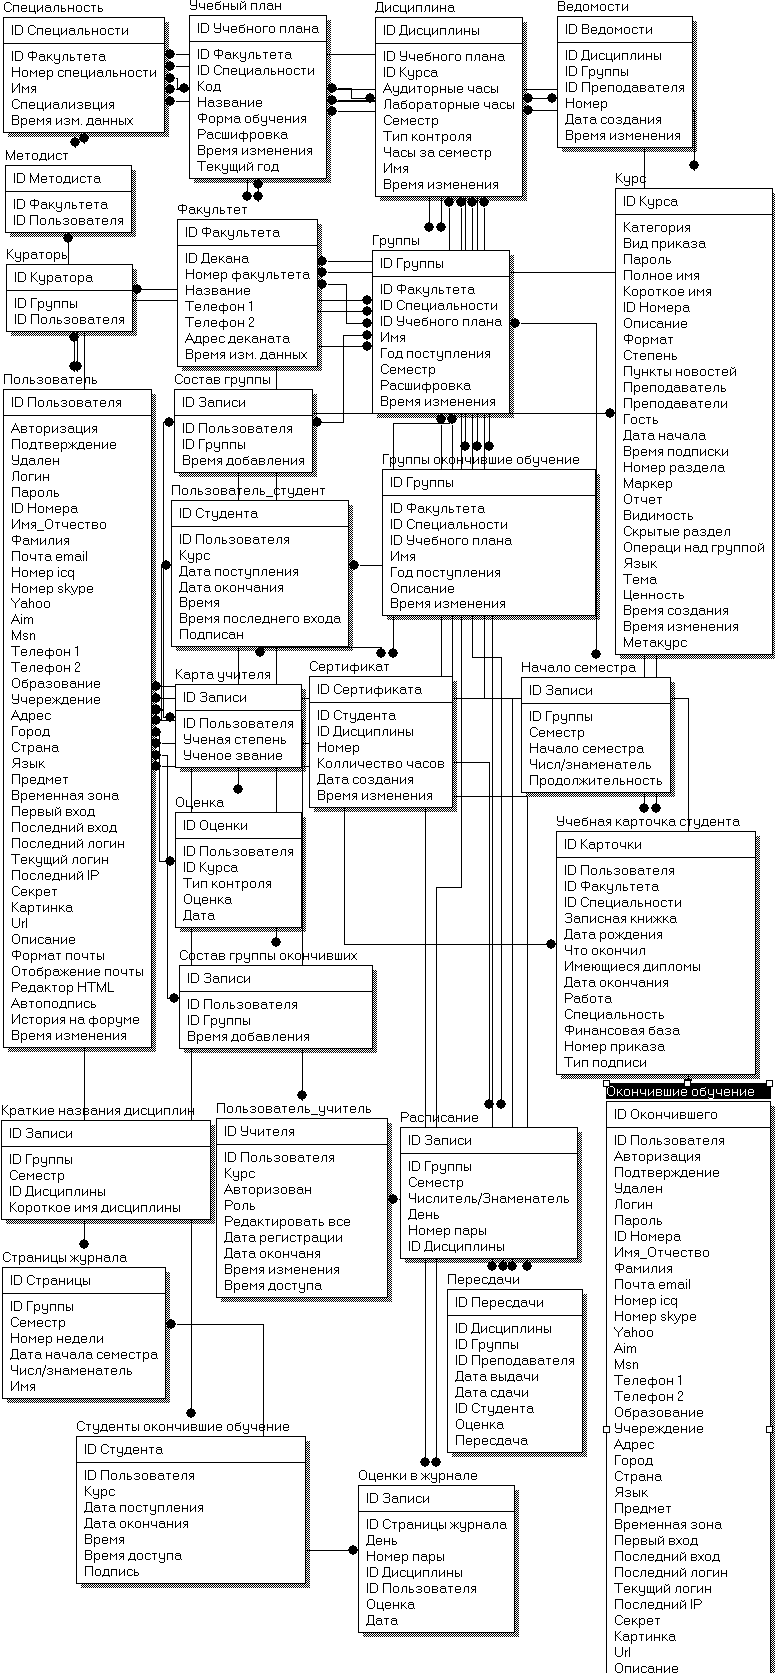 Специальность
ID Специальности
ID Факультета
Номер специальности
Имя
Специализвция
Время изм. данных
Учебный план
ID Учебного плана
ID Факультета
ID Специальности
Код
Название
Форма обучения
Расшифровка
Время изменения
Текущий год
Дисциплина
ID Дисциплины
ID Учебного плана
ID Курса
Аудиторные часы
Лабораторные часы
Семестр
Тип контроля
Часы за семестр
Имя
Время изменения
Ведомости
ID Ведомости
ID Дисциплины
ID Группы
ID Преподавателя
Номер
Дата создания
Время изменения
Методист
ID Методиста
ID Факультета
ID Пользователя
Кураторь
ID Куратора
ID Группы
ID Пользователя
Факультет
ID Факультета
ID Декана
Номер факультета
Название
Телефон 1
Телефон 2
Адрес деканата
Время изм. данных
Группы
ID Группы
ID Факультета
ID Специальности
ID Учебного плана
Имя
Год поступления
Семестр
Расшифровка
Время изменения
Курс
ID Курса
Категория
Вид приказа
Пароль
Полное имя
Короткое имя
ID Номера
Описание
Формат
Степень
Пункты новостей
Преподаватель
Преподаватели
Гость
Дата начала
Время подписки
Номер раздела
Маркер
Отчет
Видимость
Скрытые раздел
Операци над группой
Язык
Тема
Ценность
Время создания
Время изменения
Метакурс
Пользователь
ID Пользователя
Авторизация
Подтверждение
Удален
Логин
Пароль
ID Номера
Имя_Отчество
Фамилия
Почта email
Номер icq
Номер skype
Yahoo
Aim
Msn
Телефон 1
Телефон 2
Образование
Учереждение
Адрес
Город
Страна
Язык
Предмет
Временная зона
Первый вход
Последний вход
Последний логин
Текущий логин
Последний IP
Секрет
Картинка
Url
Описание
Формат почты
Отображение почты
Редактор HTML
Автоподпись
История на форуме
Время изменения
Состав группы
ID Записи
ID Пользователя
ID Группы
Время добавления
Пользователь_студент
ID Студента
ID Пользователя
Курс
Дата поступления
Дата окончания
Время
Время последнего входа
Подписан
Группы окончившие обучение
ID Группы
ID Факультета
ID Специальности
ID Учебного плана
Имя
Год поступления
Описание
Время изменения
Карта учителя
ID Записи
ID Пользователя
Ученая степень
Ученое звание
Сертификат
ID Сертификата
ID Студента
ID Дисциплины
Номер
Колличество часов
Дата создания
Время изменения
Начало семестра
ID Записи
ID Группы
Семестр
Начало семестра
Числ/знаменатель
Продолжительность
Оценка
ID Оценки
ID Пользователя
ID Курса
Тип контроля
Оценка
Дата
Учебная карточка студента
ID Карточки
ID Пользователя
ID Факультета
ID Специальности
Записная книжка
Дата рождения
Что окончил
Имеющиеся дипломы
Дата окончания
Работа
Специальность
Финансовая база
Номер приказа
Тип подписи
Состав группы окончивших
ID Записи
ID Пользователя
ID Группы
Время добавления
Краткие названия дисциплин
ID Записи
ID Группы
Семестр
ID Дисциплины
Короткое имя дисциплины
Пользователь_учитель
ID Учителя
ID Пользователя
Курс
Авторизован
Роль
Редактировать все
Дата регистрации
Дата окончаня
Время изменения
Время доступа
Расписание
ID Записи
ID Группы
Семестр
Числитель/Знаменатель
День
Номер пары
ID Дисциплины
Окончившие обучение
ID Окончившего
ID Пользователя
Авторизация
Подтверждение
Удален
Логин
Пароль
ID Номера
Имя_Отчество
Фамилия
Почта email
Номер icq
Номер skype
Yahoo
Aim
Msn
Телефон 1
Телефон 2
Образование
Учереждение
Адрес
Город
Страна
Язык
Предмет
Временная зона
Первый вход
Последний вход
Последний логин
Текущий логин
Последний IP
Секрет
Картинка
Url
Описание
Страницы журнала
ID Страницы
ID Группы
Семестр
Номер недели
Дата начала семестра
Числ/знаменатель
Имя
Пересдачи
ID Пересдачи
ID Дисциплины
ID Группы
ID Преподавателя
Дата выдачи
Дата сдачи
ID Студента
Оценка
Пересдача
Студенты окончившие обучение
ID Студента
ID Пользователя
Курс
Дата поступления
Дата окончания
Время
Время доступа
Подпись
Оценки в журнале
ID Записи
ID Страницы журнала
День
Номер пары
ID Дисциплины
ID Пользователя
Оценка
Дата